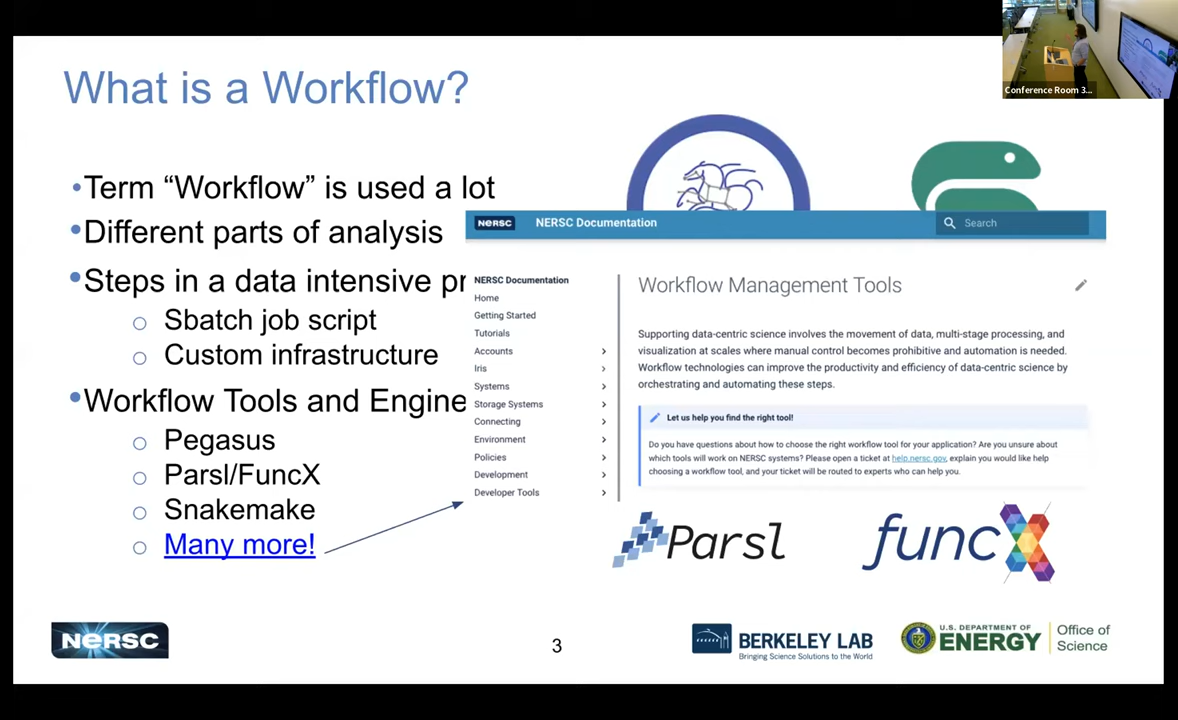 What is a Workflow?
Conference Room 3...
•Term “Workflow” is used a lot
•Different parts of analysis
•Steps in a data intensive pr
○ Sbatch job script
○ Custom infrastructure
•Workflow Tools and Engine
○ Pegasus
○ Parsl/FuncX
○ Snakemake
○ Many more!
NERSC NERSC Documentation Search
NERSC Documentation
Home
Getting Started
Tutorials
Accounts
Iris
Systems
Storage Systems
Connecting
Environment
Policies
Development
Developer Tools
Workflow Management Tools
Supporting data-centric science involves the movement of data, multi-stage processing, and
visualization at scales where manual control becomes prohibitive and automation is needed.
Workflow technologies can improve the productivity and efficiency of data-centric science by
orchestrating and automating these steps.
Let us help you find the right tool!
Do you have questions about how to choose the right workflow tool for your application? Are you unsure about
which tools will work on NERSC systems? Please open a ticket at help.nersc.gov, explain you would like help
choosing a workflow tool, and your ticket will be routed to experts who can help you.
Parsl
funcX
NERSC
3
BERKELEY LAB
Bringing Science Solutions to the World
U.S. DEPARTMENT OF
ENERGY
Office of
Science